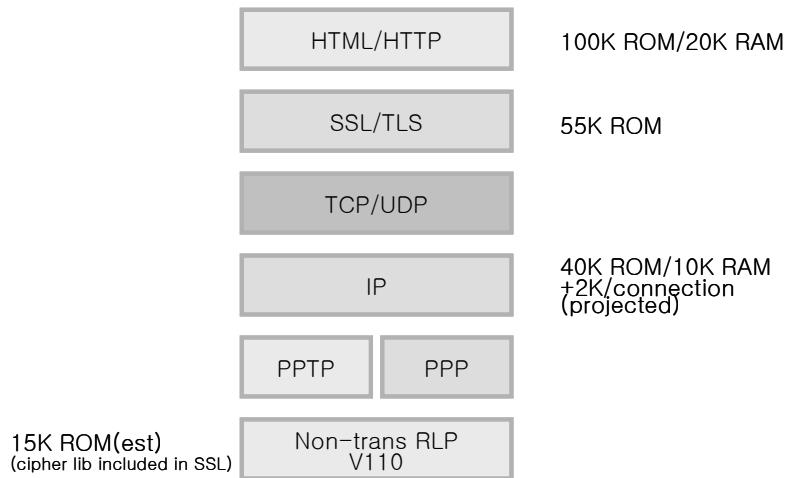 HTML/HTTP
100K ROM/20K RAM
SSL/TLS
55K ROM
TCP/UDP
IP
40K ROM/10K RAM
+2K/connection
(projected)
PPTP
PPP
15K ROM(est)
(cipher lib included in SSL)
Non-trans RLP
V110